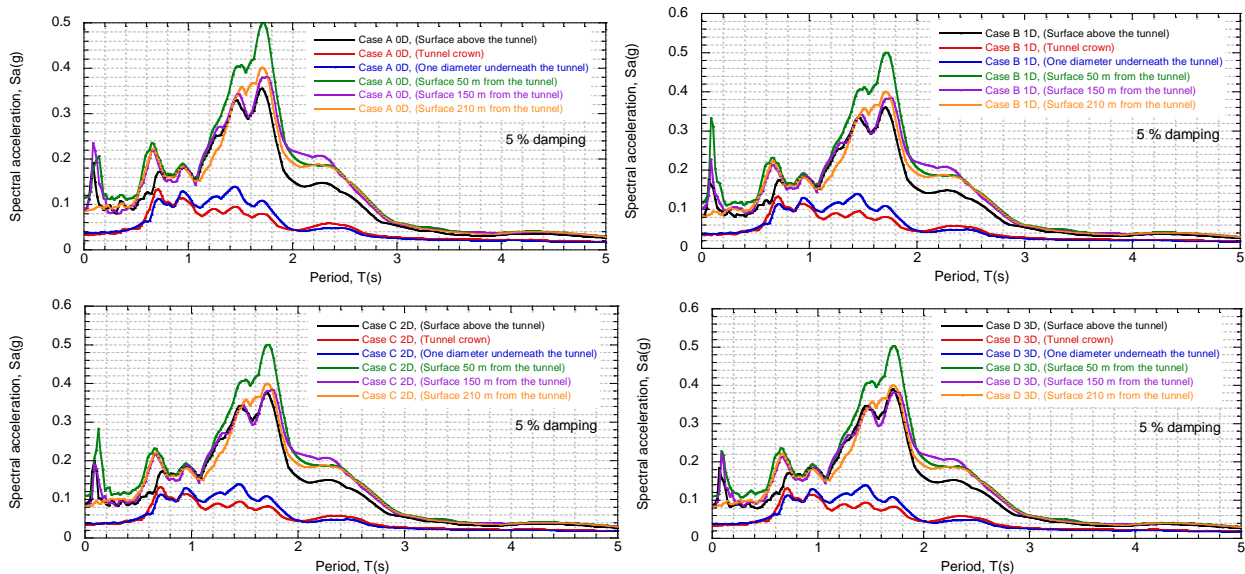 0.5
0.4
0.3
0.2
0.1
0
Spectral acceleration, Sa(g)
Case A 0D, (Surface above the tunnel)
Case A 0D, (Tunnel crown)
Case A 0D, (One diameter underneath the tunnel)
Case A 0D, (Surface 50 m from the tunnel)
Case A 0D, (Surface 150 m from the tunnel)
Case A 0D, (Surface 210 m from the tunnel)
5 % damping
0 1 2 3 4 5
Period, T(s)
0.6
0.5
0.4
0.3
0.2
0.1
0
Spectral acceleration, Sa(g)
Case B 1D, (Surface above the tunnel)
Case B 1D, (Tunnel crown)
Case B 1D, (One diameter underneath the tunnel)
Case B 1D, (Surface 50 m from the tunnel)
Case B 1D, (Surface 150 m from the tunnel)
Case B 1D, (Surface 210 m from the tunnel)
5 % damping
0 1 2 3 4 5
Period, T(s)
0.6
0.5
0.4
0.3
0.2
0.1
0
Spectral acceleration, Sa(g)
Case C 2D, (Surface above the tunnel)
Case C 2D, (Tunnel crown)
Case C 2D, (One diameter underneath the tunnel)
Case C 2D, (Surface 50 m from the tunnel)
Case C 2D, (Surface 150 m from the tunnel)
Case C 2D, (Surface 210 m from the tunnel)
5 % damping
0 1 2 3 4 5
Period, T(s)
0.6
0.5
0.4
0.3
0.2
0.1
0
Spectral acceleration, Sa(g)
Case D 3D, (Surface above the tunnel)
Case D 3D, (Tunnel crown)
Case D 3D, (One diameter underneath the tunnel)
Case D 3D, (Surface 50 m from the tunnel)
Case D 3D, (Surface 150 m from the tunnel)
Case D 3D, (Surface 210 m from the tunnel)
5 % damping
0 1 2 3 4 5
Period, T(s)